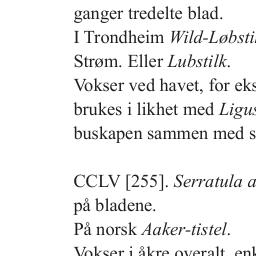 ganger tredelte blad.
I Trondheim Wild-Løbsti
Strøm. Eller Lubstilk.
Vokser ved havet, for eks
brukes i likhet med Ligus
buskapen sammen med s
CCLV [255]. Serratula a
på bladene.
På norsk Aaker-tistel.
Vokser i åkre overalt, enk